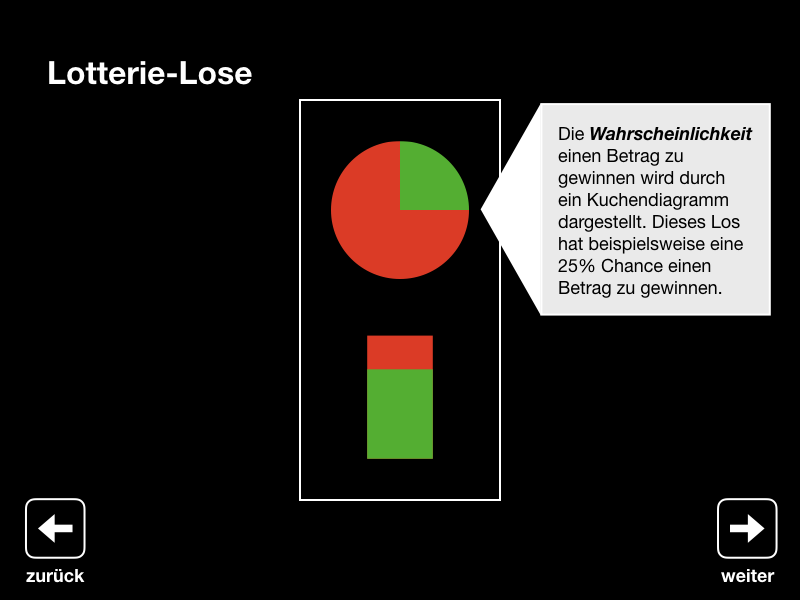 Lotterie-Lose
Die Wahrscheinlichkeit
einen Betrag zu
gewinnen wird durch
ein Kuchendiagramm
dargestellt. Dieses Los
hat beispielsweise eine
25% Chance einen
Betrag zu gewinnen.
zurück
weiter